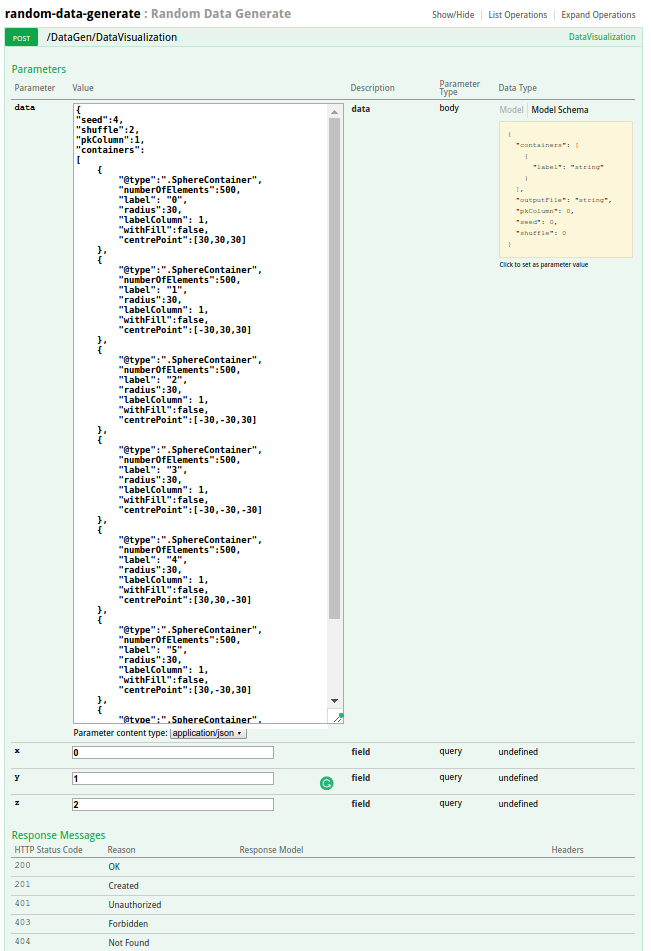 random-data-generate : Random Data Generate
Show/Hide List Operations Expand Operations
POST /DataGen/DataVisualization DataVisualization
Parameters
Parameter Value Description Parameter Type Data Type
data
{
"seed":4,
"shuffle":2,
"pkColumn":1,
"containers":
[
{
"@type":".SphereContainer",
"numberOfElements":500,
"label": "0",
"radius":30,
"labelColumn": 1,
"withFill":false,
"centrePoint":[30,30,30]
},
{
"@type":".SphereContainer",
"numberOfElements":500,
"label": "1",
"radius":30,
"labelColumn": 1,
"withFill":false,
"centrePoint":[-30,30,30]
},
{
"@type":".SphereContainer",
"numberOfElements":500,
"label": "2",
"radius":30,
"labelColumn": 1,
"withFill":false,
"centrePoint":[-30,-30,30]
},
{
"@type":".SphereContainer",
"numberOfElements":500,
"label": "3",
"radius":30,
"labelColumn": 1,
"withFill":false,
"centrePoint":[-30,-30,-30]
},
{
"@type":".SphereContainer",
"numberOfElements":500,
"label": "4",
"radius":30,
"labelColumn": 1,
"withFill":false,
"centrePoint":[30,30,-30]
},
{
"@type":".SphereContainer",
"numberOfElements":500,
"label": "5",
"radius":30,
"labelColumn": 1,
"withFill":false,
"centrePoint":[30,-30,30]
},
{
"@type":".SphereContainer",
data body
Model Model Schema
{
"containers": [
{
"label": "string"
}
],
"outputFile": "string",
"pkColumn": 0,
"seed": 0,
"shuffle": 0
}
Click to set as parameter value
Parameter content type: application/json
x 0 field query undefined
y 1 field query undefined
z 2 field query undefined
Response Messages
HTTP Status Code Reason Response Model Headers
200 OK
201 Created
401 Unauthorized
403 Forbidden
404 Not Found